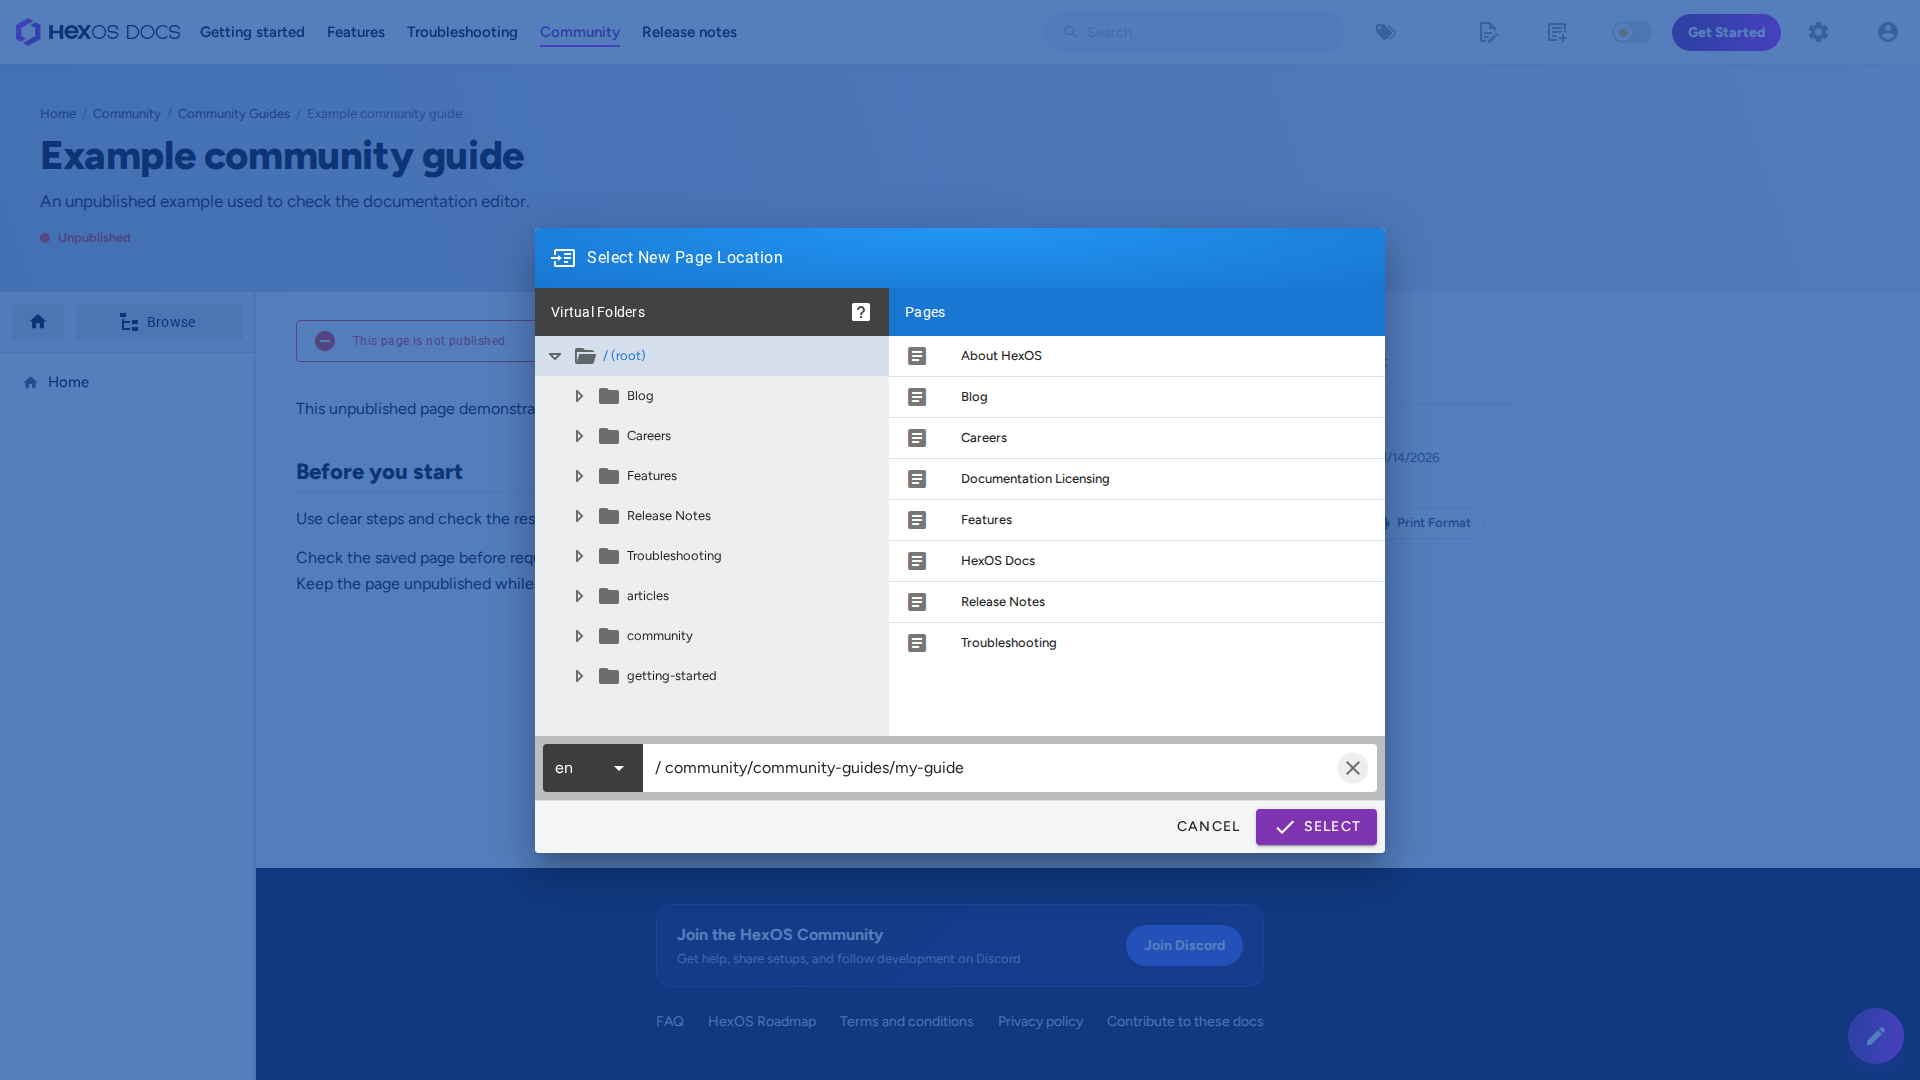 HexOS DOCS
Getting started
Features
Troubleshooting
Community
Release notes
Search...
Get Started
Home / Community / Community Guides / Example community guide
Example community guide
An unpublished example used to check the documentation editor.
Unpublished
Browse
Home
This page is not published.
This unpublished page demonstra
Before you start
Use clear steps and check the res
Check the saved page before requ
Keep the page unpublished while
/14/2026
Print Format
Select New Page Location
Virtual Folders
Pages
/ (root)
Blog
Careers
Features
Release Notes
Troubleshooting
articles
community
getting-started
About HexOS
Blog
Careers
Documentation Licensing
Features
HexOS Docs
Release Notes
Troubleshooting
en
/ community/community-guides/my-guide
CANCEL
SELECT
Join the HexOS Community
Get help, share setups, and follow development on Discord
Join Discord
FAQ
HexOS Roadmap
Terms and conditions
Privacy policy
Contribute to these docs